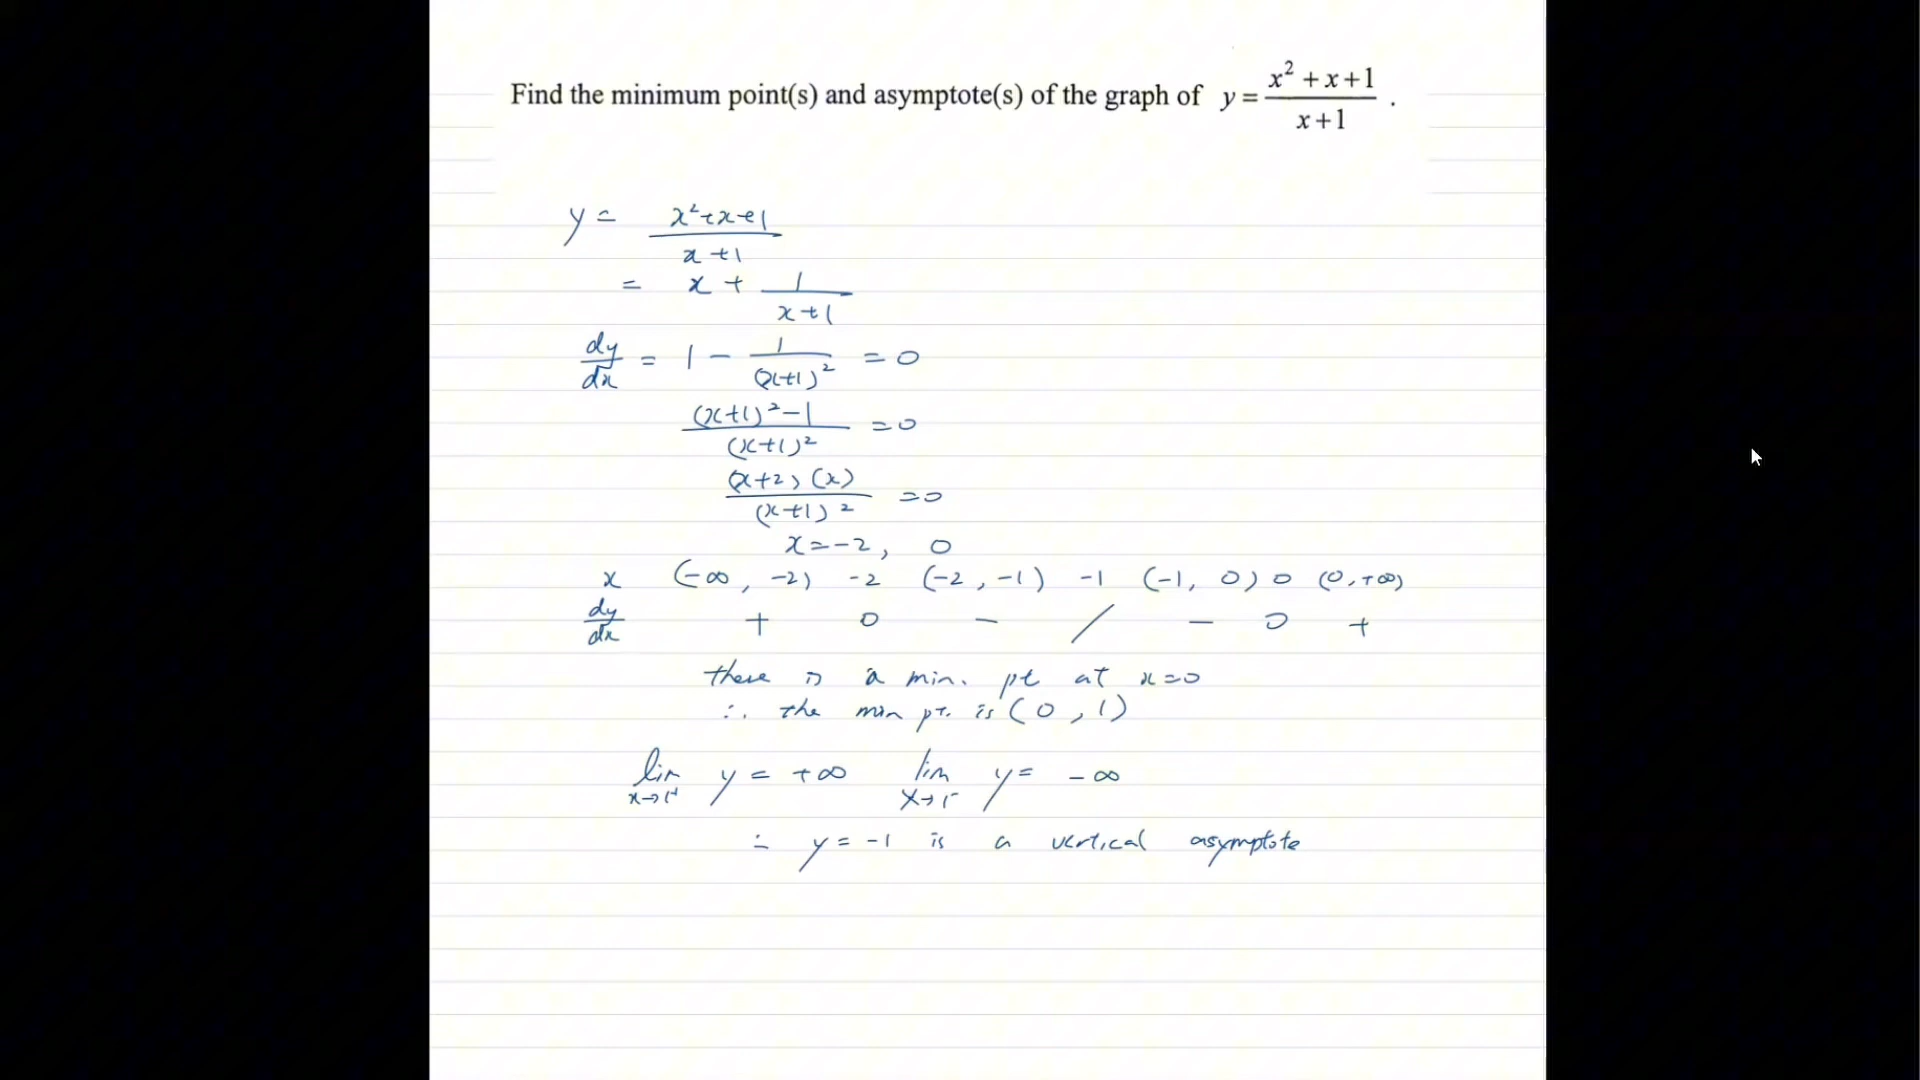 Find the minimum point(s) and asymptote(s) of the graph of y = (x² + x + 1)/(x + 1) .
y = (x² + x + 1)/(x + 1)
= x + 1/(x + 1)
dy/dx = 1 − 1/(x+1)² = 0
((x+1)² − 1)/(x+1)² = 0
(x+2)(x)/(x+1)² = 0
x = −2, 0
x (−∞, −2) −2 (−2, −1) −1 (−1, 0) 0 (0, +∞)
dy/dx + 0 − / − 0 +
there is a min. pt at x=0
∴ the min pt. is (0, 1)
lim x→1⁺ y = +∞ lim x→1⁻ y = −∞
∴ y = −1 is a vertical asymptote